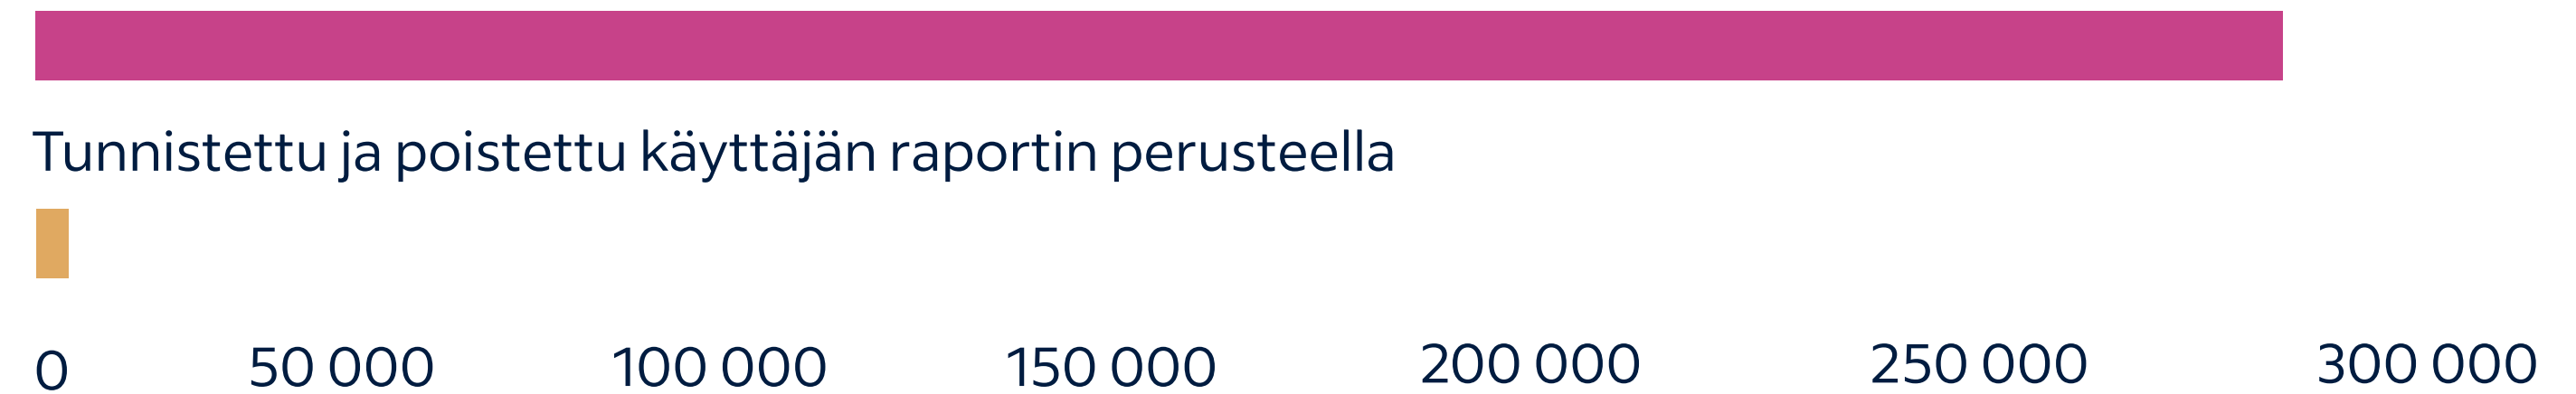 Tunnistettu ja poistettu käyttäjän raportin perusteella
0 50 000 100 000 150 000 200 000 250 000 300 000